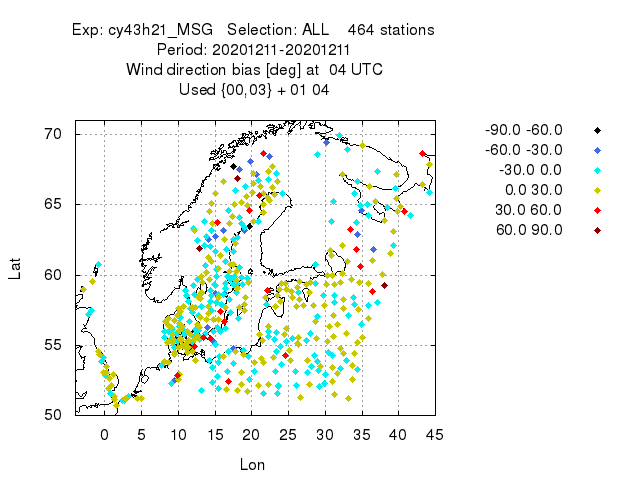 Exp: cy43h21_MSG   Selection: ALL    464 stations
Period: 20201211-20201211
Wind direction bias [deg] at  04 UTC
Used {00,03} + 01 04
-90.0 -60.0
-60.0 -30.0
-30.0 0.0
0.0 30.0
30.0 60.0
60.0 90.0
70
65
60
55
50
Lat
0 5 10 15 20 25 30 35 40 45
Lon